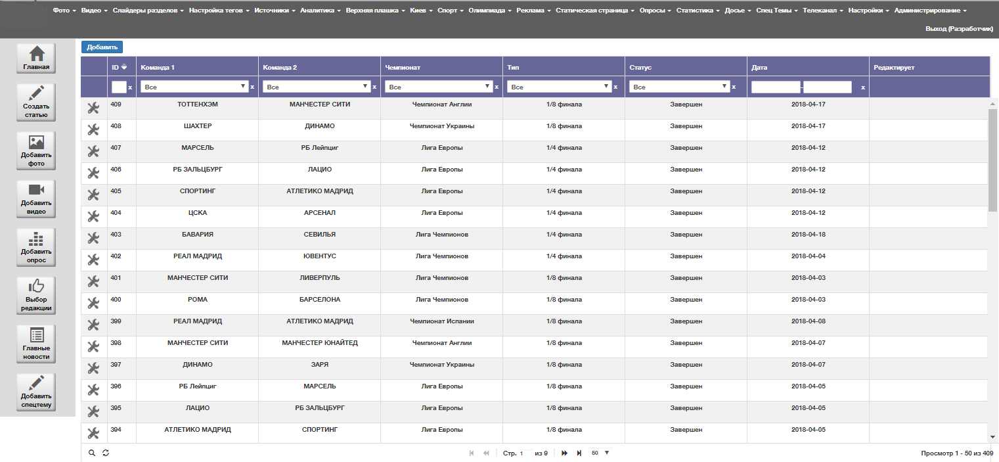 Фото Видео Слайдеры разделов Настройка тегов Источники Аналитика Верхняя плашка Киев Спорт Олимпиада Реклама Статическая страница Опросы Статистика Досье Спец Темы Телеканал Настройки Администрирование
Выход (Разработчик)
Главная
Создать
статью
Добавить
фото
Добавить
видео
Добавить
опрос
Выбор
редакции
Главные
новости
Добавить
спецтему
Добавить
ID Команда 1 Команда 2 Чемпионат Тип Статус Дата Редактирует
x Все x Все x Все x Все x Все x - x
409 ТОТТЕНХЭМ МАНЧЕСТЕР СИТИ Чемпионат Англии 1/8 финала Завершен 2018-04-17
408 ШАХТЕР ДИНАМО Чемпионат Украины 1/8 финала Завершен 2018-04-17
407 МАРСЕЛЬ РБ Лейпциг Лига Европы 1/4 финала Завершен 2018-04-12
406 РБ ЗАЛЬЦБУРГ ЛАЦИО Лига Европы 1/4 финала Завершен 2018-04-12
405 СПОРТИНГ АТЛЕТИКО МАДРИД Лига Европы 1/4 финала Завершен 2018-04-12
404 ЦСКА АРСЕНАЛ Лига Европы 1/4 финала Завершен 2018-04-12
403 БАВАРИЯ СЕВИЛЬЯ Лига Чемпионов 1/4 финала Завершен 2018-04-18
402 РЕАЛ МАДРИД ЮВЕНТУС Лига Чемпионов 1/4 финала Завершен 2018-04-04
401 МАНЧЕСТЕР СИТИ ЛИВЕРПУЛЬ Лига Чемпионов 1/8 финала Завершен 2018-04-03
400 РОМА БАРСЕЛОНА Лига Чемпионов 1/8 финала Завершен 2018-04-03
399 РЕАЛ МАДРИД АТЛЕТИКО МАДРИД Чемпионат Испании 1/8 финала Завершен 2018-04-08
398 МАНЧЕСТЕР СИТИ МАНЧЕСТЕР ЮНАЙТЕД Чемпионат Англии 1/8 финала Завершен 2018-04-07
397 ДИНАМО ЗАРЯ Чемпионат Украины 1/8 финала Завершен 2018-04-07
396 РБ Лейпциг МАРСЕЛЬ Лига Европы 1/8 финала Завершен 2018-04-05
395 ЛАЦИО РБ ЗАЛЬЦБУРГ Лига Европы 1/8 финала Завершен 2018-04-05
394 АТЛЕТИКО МАДРИД СПОРТИНГ Лига Европы 1/8 финала Завершен 2018-04-05
Стр. 1 из 9 50 Просмотр 1 - 50 из 409